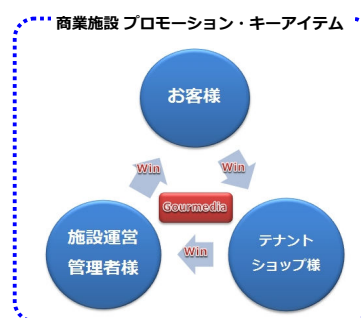 商業施設 プロモーション・キーアイテム
お客様
Win
Win
Gourmedia
施設運営
管理者様
Win
テナント
ショップ様